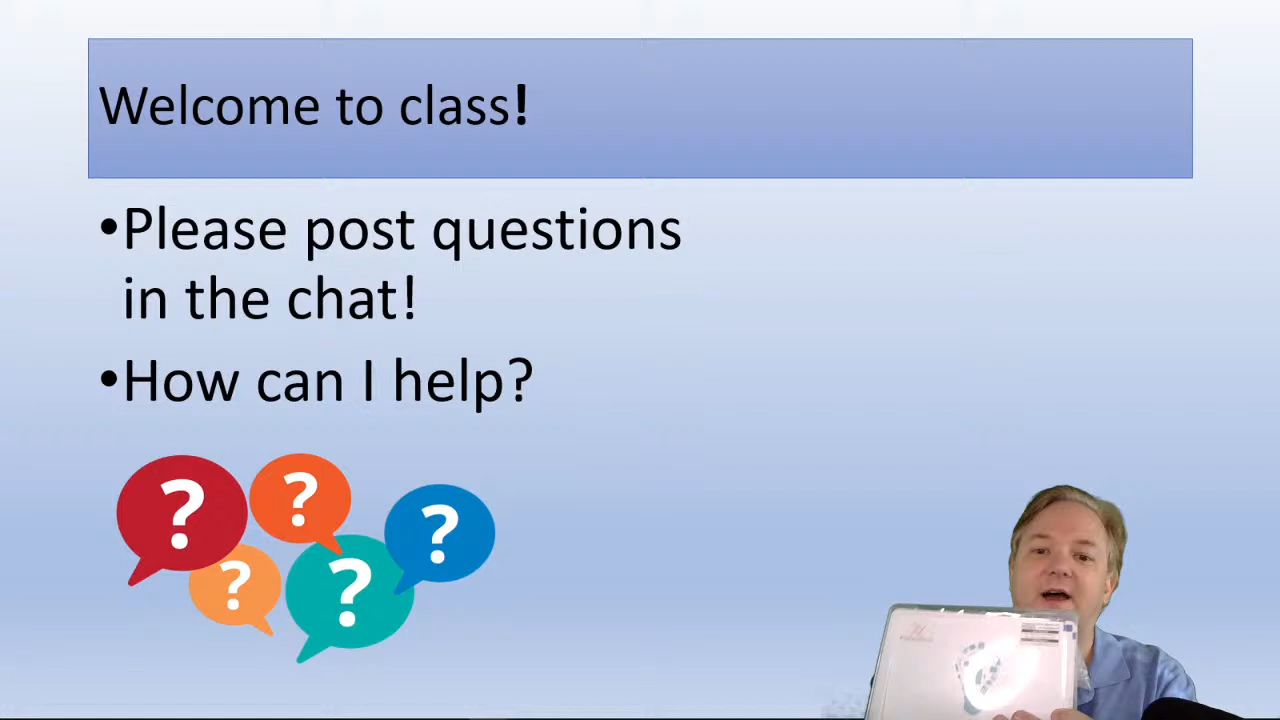 Welcome to class!
•Please post questions
in the chat!
•How can I help?
? ? ?
? ?